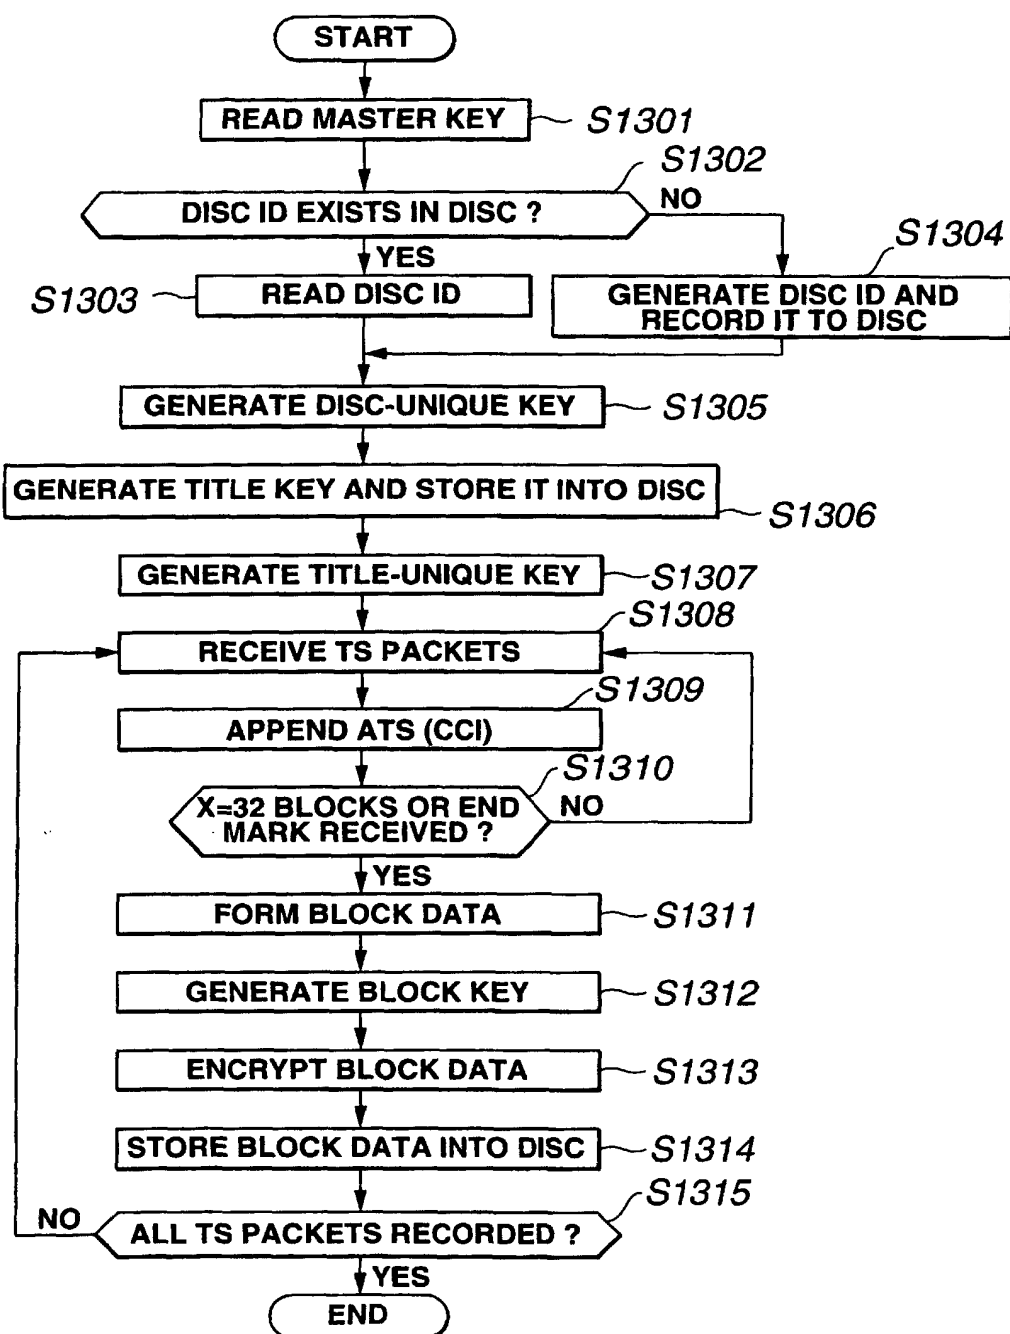 START
READ MASTER KEY
S1301
S1302
DISC ID EXISTS IN DISC ?
NO
YES
S1304
S1303
READ DISC ID
GENERATE DISC ID AND
RECORD IT TO DISC
GENERATE DISC-UNIQUE KEY
S1305
GENERATE TITLE KEY AND STORE IT INTO DISC
S1306
GENERATE TITLE-UNIQUE KEY
S1307
S1308
RECEIVE TS PACKETS
S1309
APPEND ATS (CCI)
S1310
X=32 BLOCKS OR END
MARK RECEIVED ?
NO
YES
FORM BLOCK DATA
S1311
GENERATE BLOCK KEY
S1312
ENCRYPT BLOCK DATA
S1313
STORE BLOCK DATA INTO DISC
S1314
S1315
NO
ALL TS PACKETS RECORDED ?
YES
END